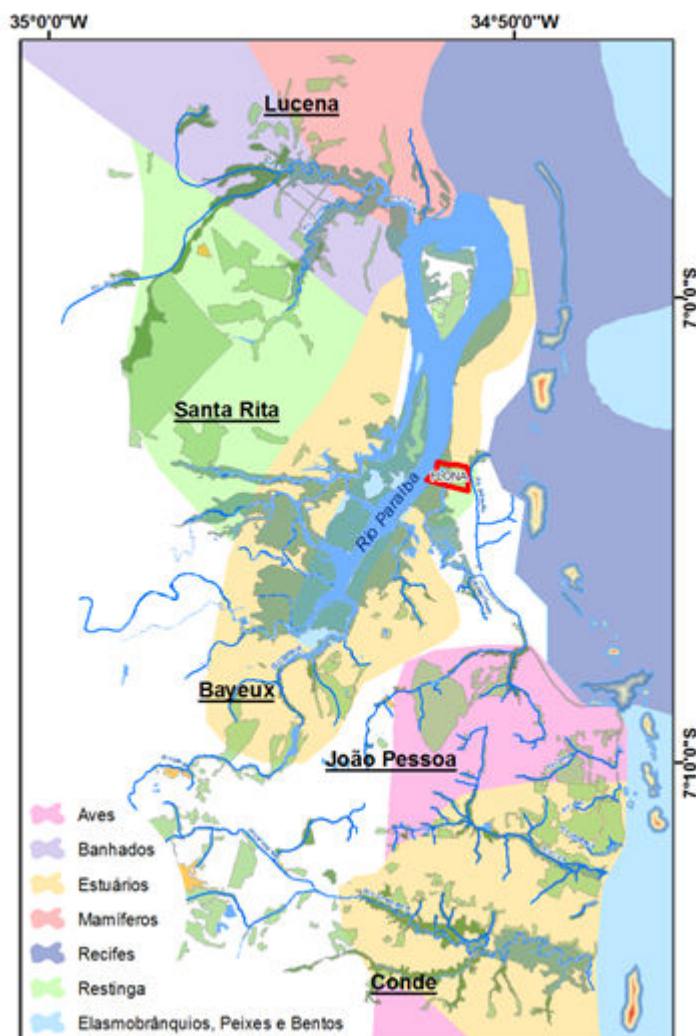 35°0'0"W
34°50'0"W
Lucena
7°0'0"S
Santa Rita
FLONA
Rio Paraíba
Bayeux
João Pessoa
7°10'0"S
Conde
Aves
Banhados
Estuários
Mamíferos
Recifes
Restinga
Elasmobrânquios, Peixes e Bentos